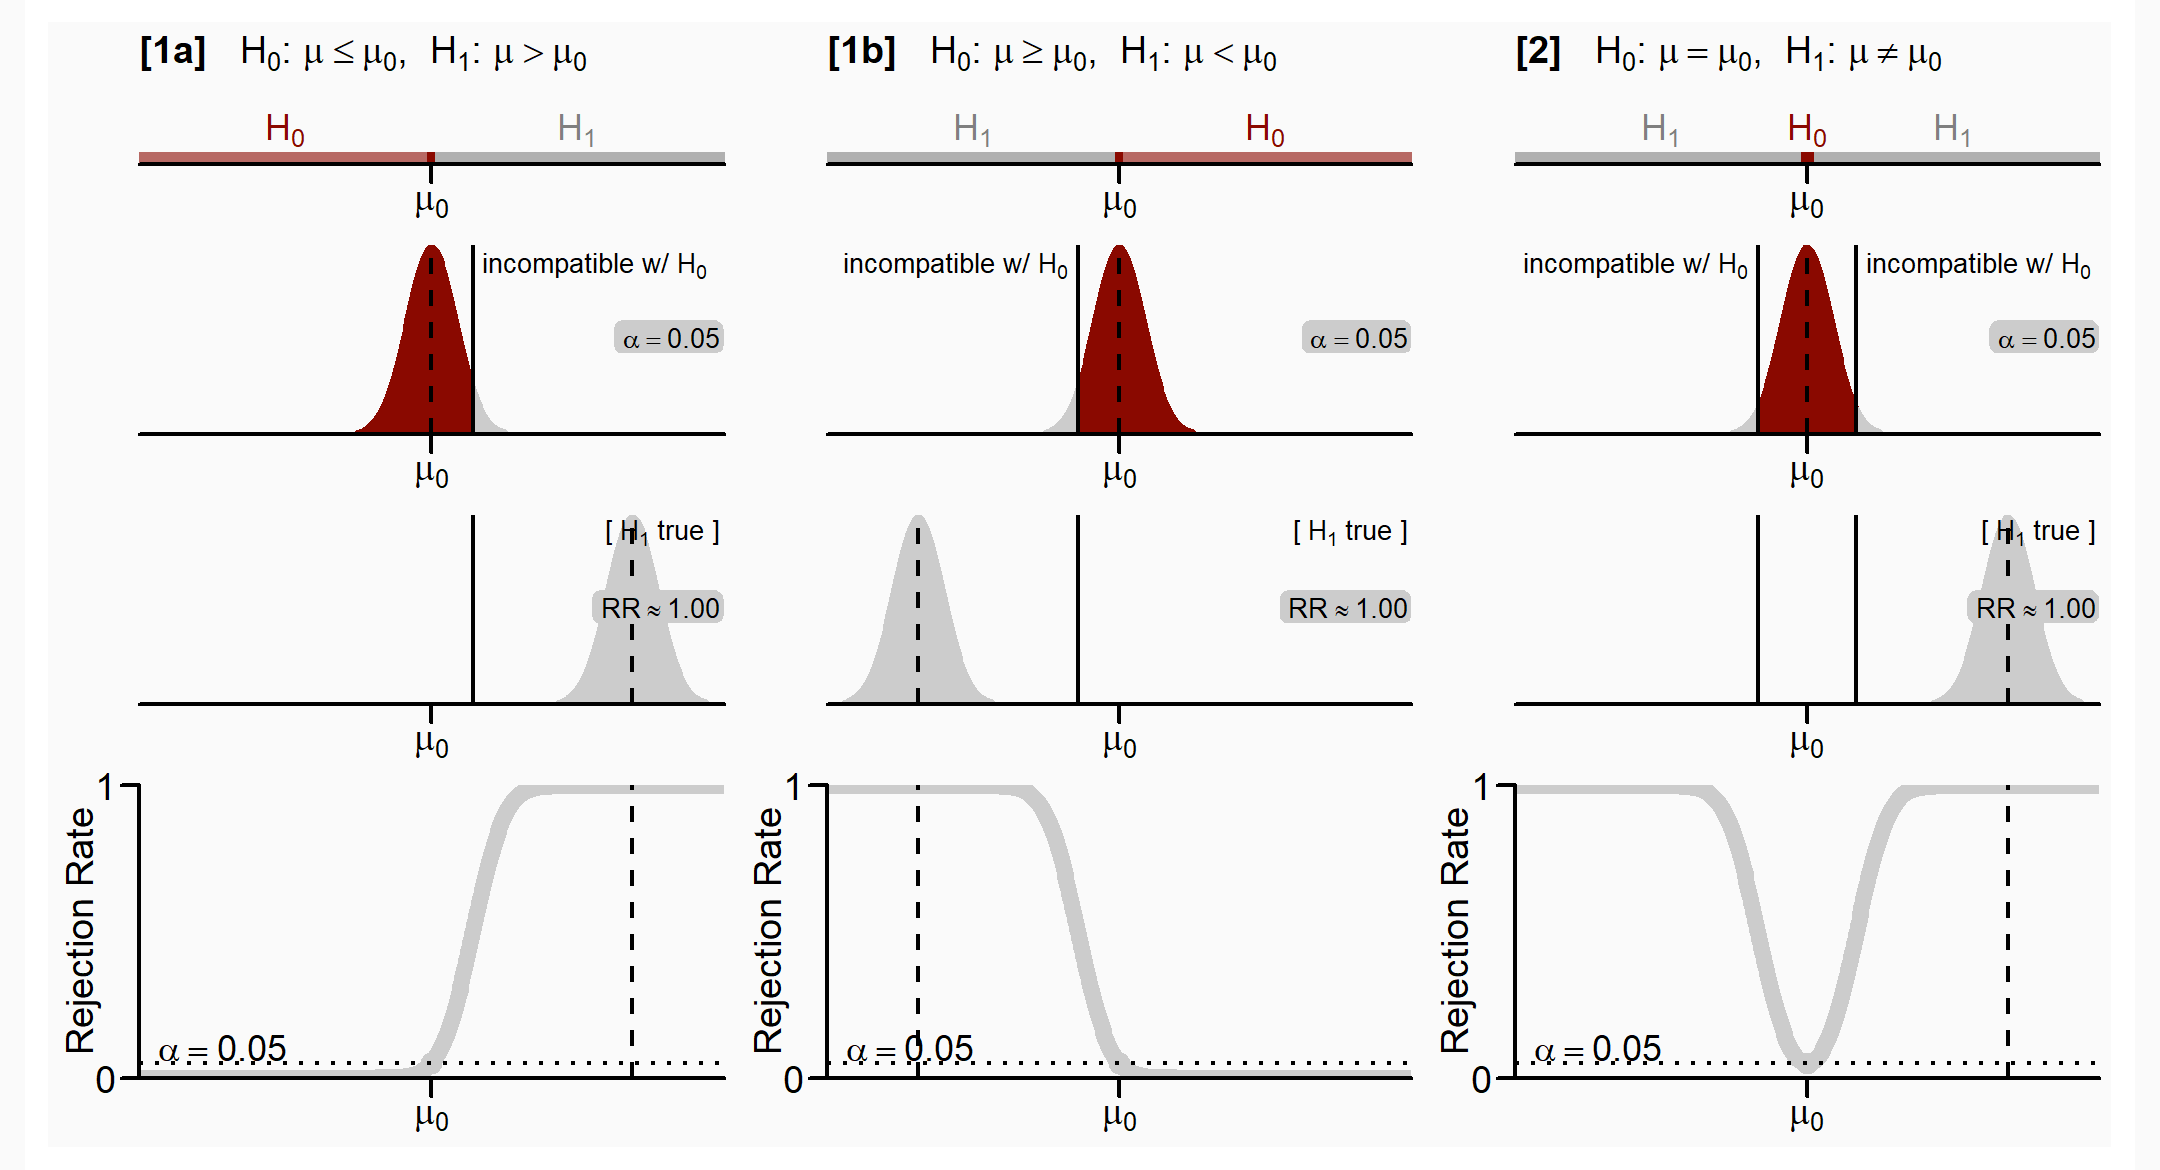 [1a] H₀: μ ≤ μ₀, H₁: μ > μ₀
H₀ H₁
μ₀
incompatible w/ H₀
α = 0.05
μ₀
[ H₁ true ]
RR ≈ 1.00
μ₀
Rejection Rate
1
α = 0.05
0
μ₀
[1b] H₀: μ ≥ μ₀, H₁: μ < μ₀
H₁ H₀
μ₀
incompatible w/ H₀
α = 0.05
μ₀
[ H₁ true ]
RR ≈ 1.00
μ₀
Rejection Rate
1
α = 0.05
0
μ₀
[2] H₀: μ = μ₀, H₁: μ ≠ μ₀
H₁ H₀ H₁
μ₀
incompatible w/ H₀ incompatible w/ H₀
α = 0.05
μ₀
[ H₁ true ]
RR ≈ 1.00
μ₀
Rejection Rate
1
α = 0.05
0
μ₀